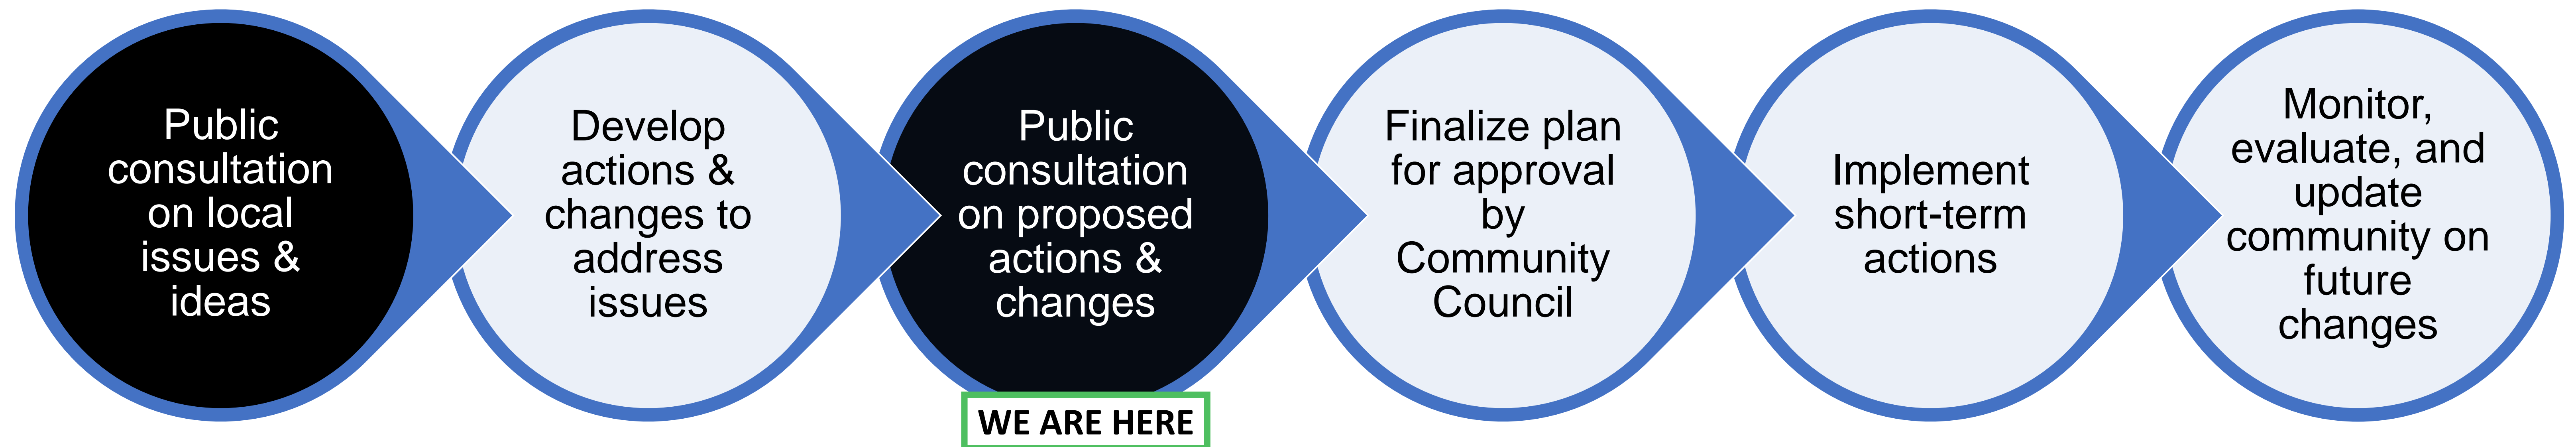 Public
consultation
on local
issues &
ideas
Develop
actions &
changes to
address
issues
Public
consultation
on proposed
actions &
changes
WE ARE HERE
Finalize plan
for approval
by
Community
Council
Implement
short-term
actions
Monitor,
evaluate, and
update
community on
future
changes